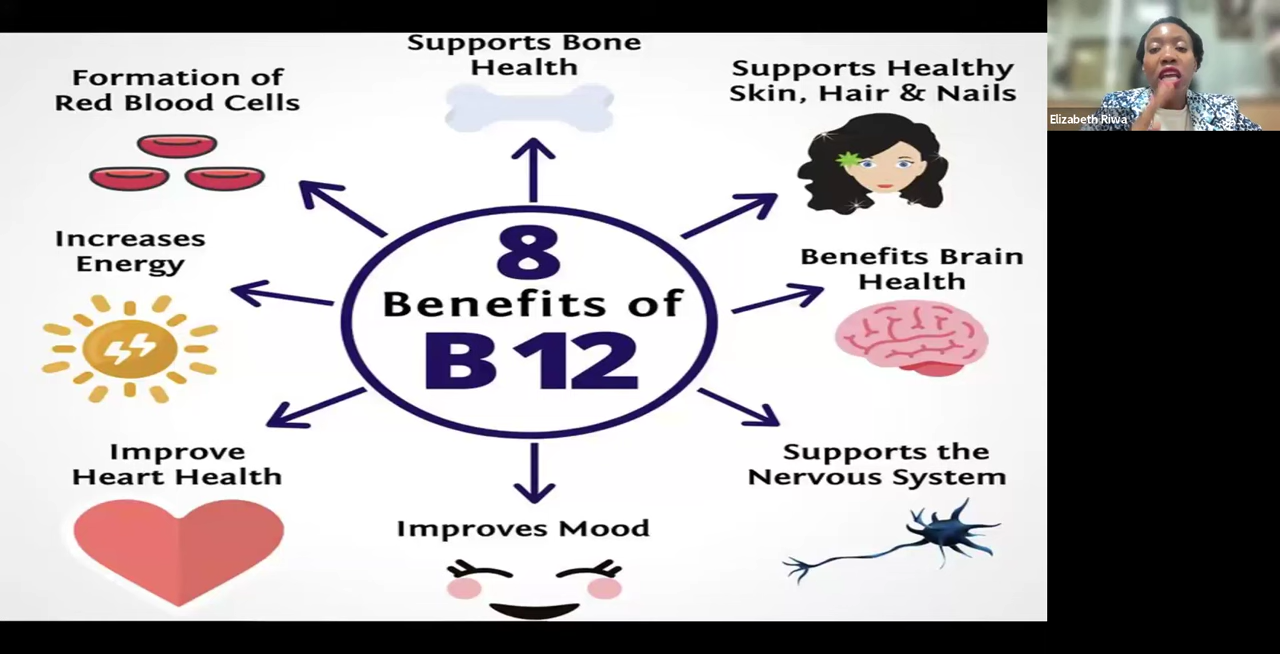 Supports Bone
Health
Formation of
Red Blood Cells
Supports Healthy
Skin, Hair & Nails
Elizabeth Riwa
Increases
Energy
8
Benefits of
B 12
Benefits Brain
Health
Improve
Heart Health
Supports the
Nervous System
Improves Mood